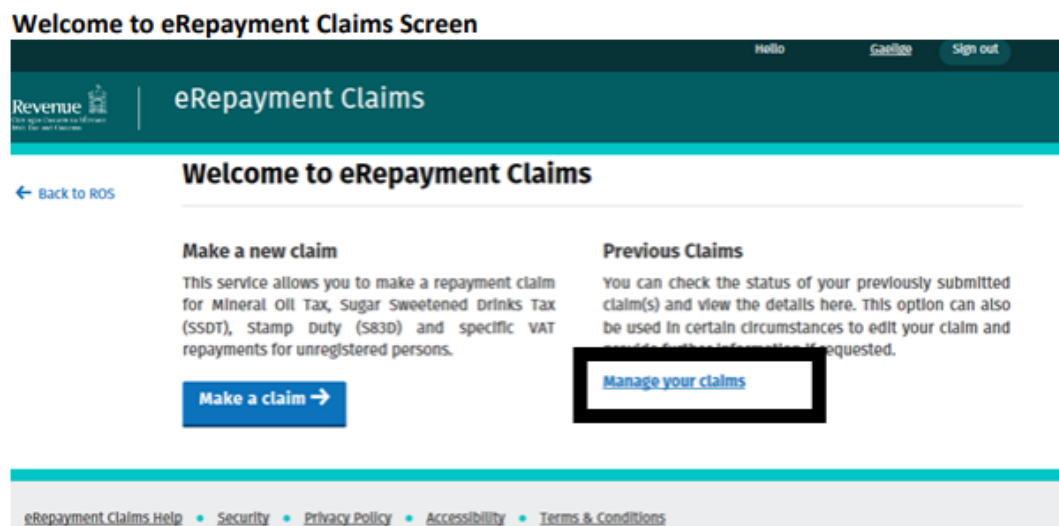 Welcome to eRepayment Claims Screen
Hello Gaeilge Sign out
Revenue
eRepayment Claims
← Back to ROS
Welcome to eRepayment Claims
Make a new claim
This service allows you to make a repayment claim
for Mineral Oil Tax, Sugar Sweetened Drinks Tax
(SSDT), Stamp Duty (S83D) and specific VAT
repayments for unregistered persons.
Make a claim →
Previous Claims
You can check the status of your previously submitted
claim(s) and view the details here. This option can also
be used in certain circumstances to edit your claim and
provide further information if requested.
Manage your claims
eRepayment Claims Help • Security • Privacy Policy • Accessibility • Terms & Conditions